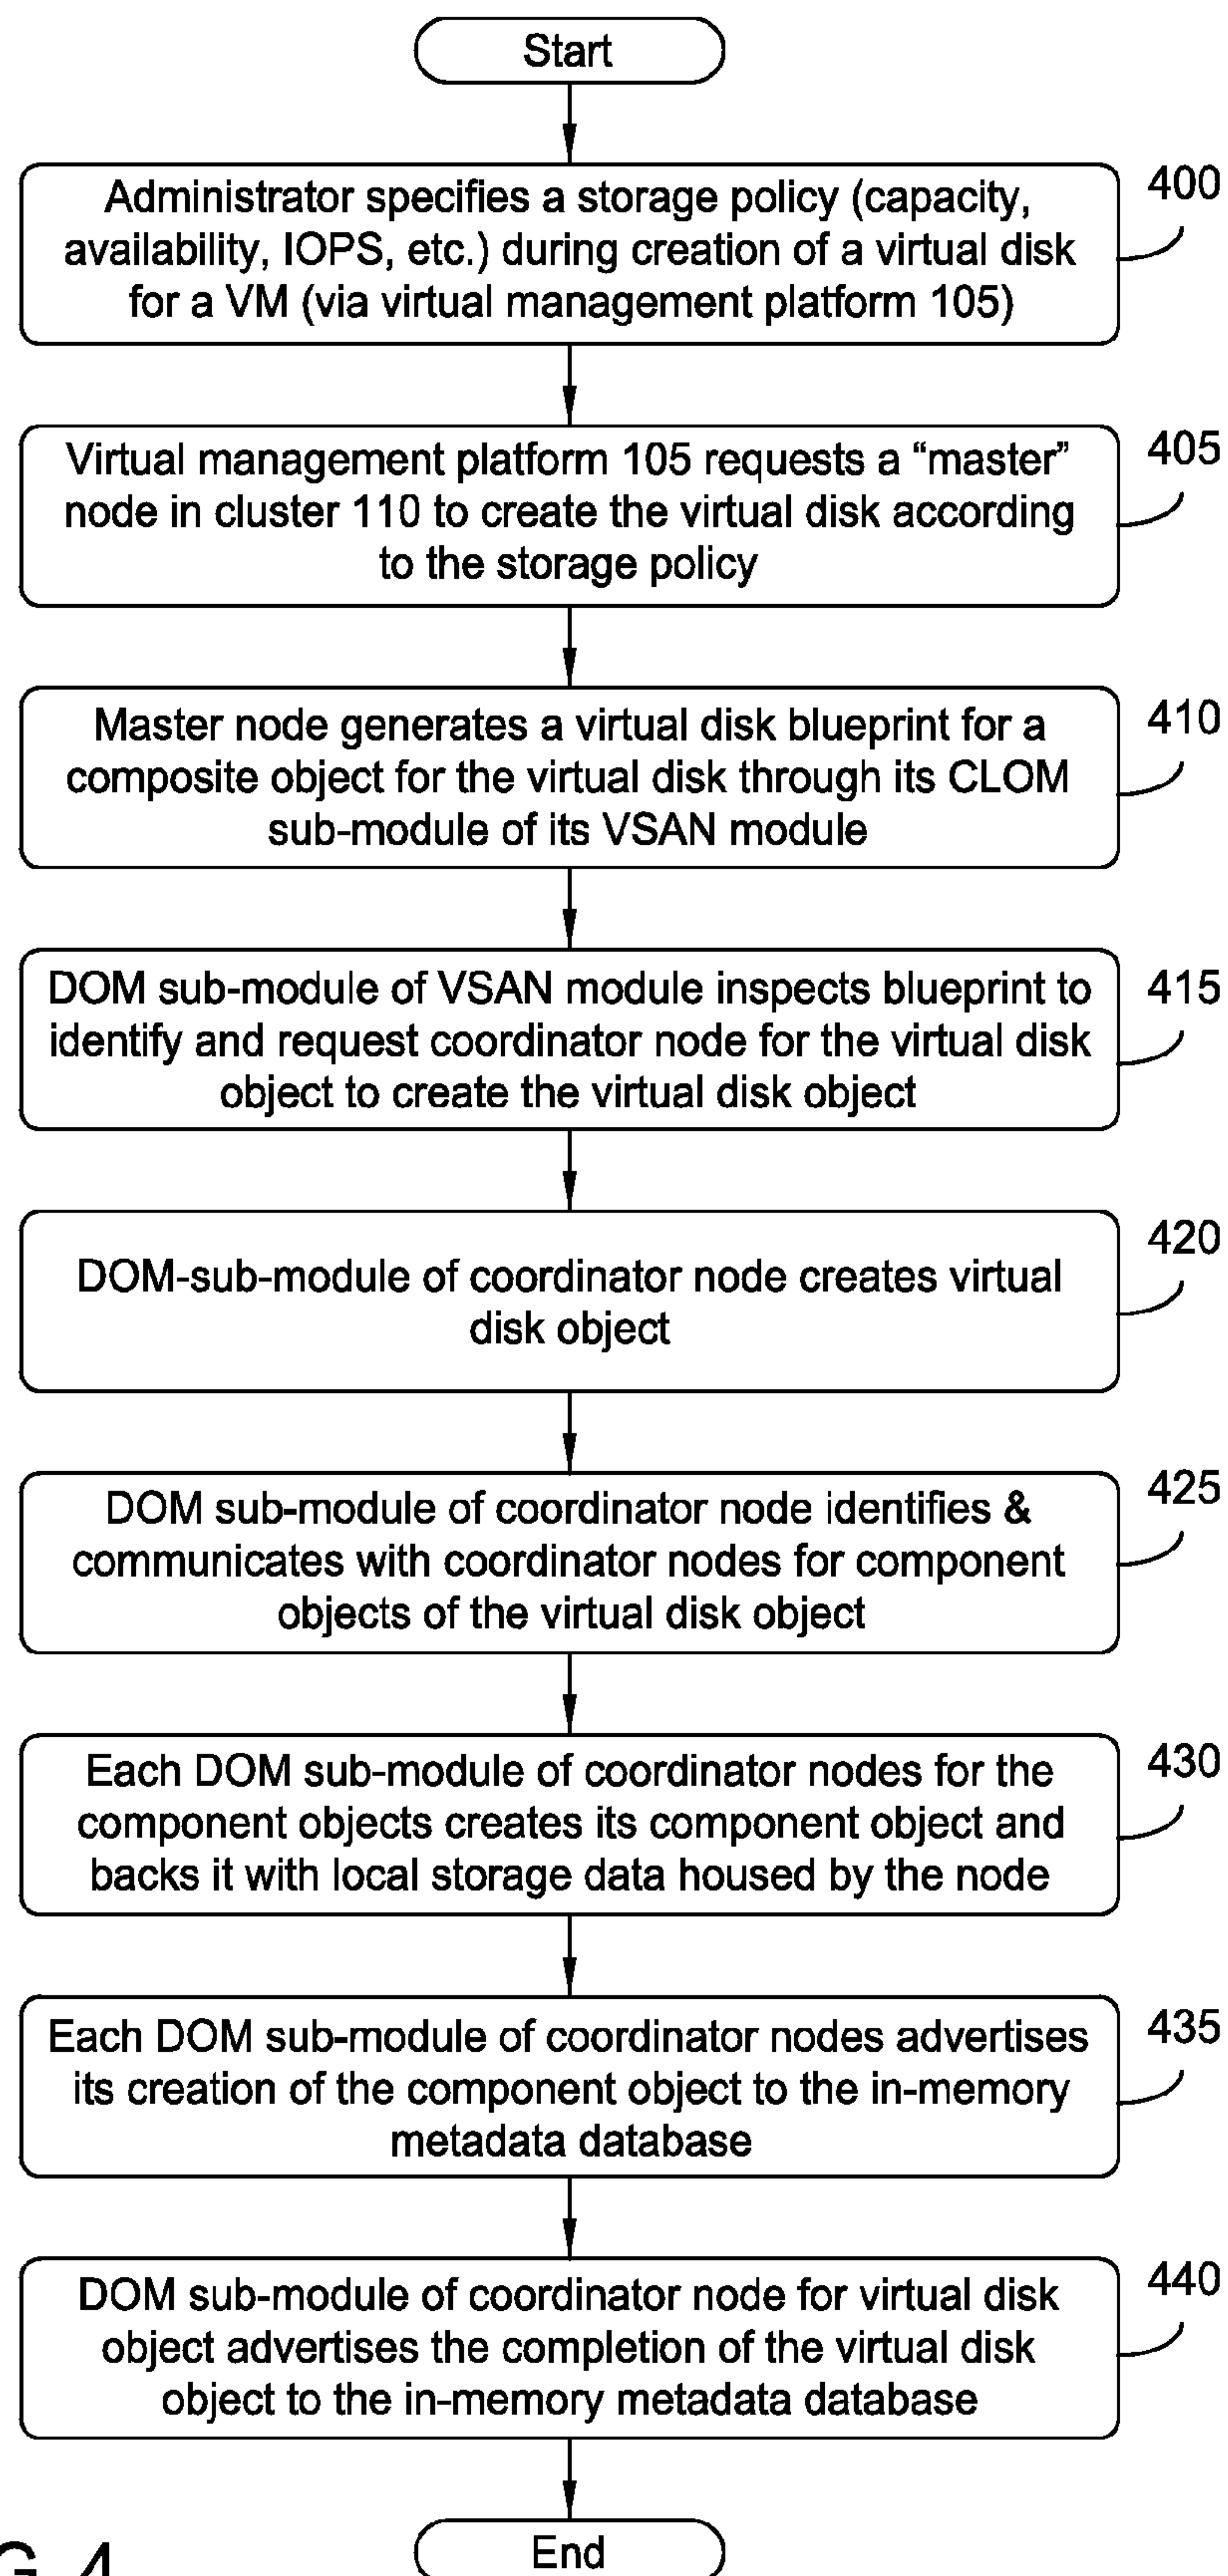 Start
Administrator specifies a storage policy (capacity,
availability, IOPS, etc.) during creation of a virtual disk
for a VM (via virtual management platform 105)
400
Virtual management platform 105 requests a “master”
node in cluster 110 to create the virtual disk according
to the storage policy
405
Master node generates a virtual disk blueprint for a
composite object for the virtual disk through its CLOM
sub-module of its VSAN module
410
DOM sub-module of VSAN module inspects blueprint to
identify and request coordinator node for the virtual disk
object to create the virtual disk object
415
DOM-sub-module of coordinator node creates virtual
disk object
420
DOM sub-module of coordinator node identifies &
communicates with coordinator nodes for component
objects of the virtual disk object
425
Each DOM sub-module of coordinator nodes for the
component objects creates its component object and
backs it with local storage data housed by the node
430
Each DOM sub-module of coordinator nodes advertises
its creation of the component object to the in-memory
metadata database
435
DOM sub-module of coordinator node for virtual disk
object advertises the completion of the virtual disk
object to the in-memory metadata database
440
End